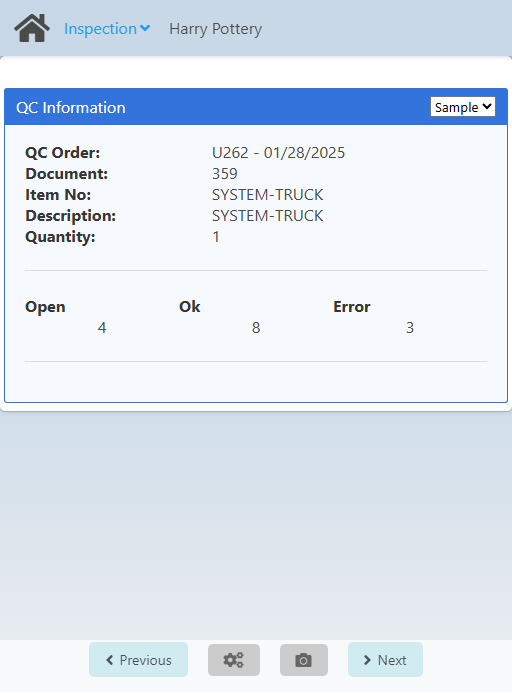 Inspection Harry Pottery
QC Information Sample
QC Order: U262 - 01/28/2025
Document: 359
Item No: SYSTEM-TRUCK
Description: SYSTEM-TRUCK
Quantity: 1
Open Ok Error
4 8 3
Previous Next